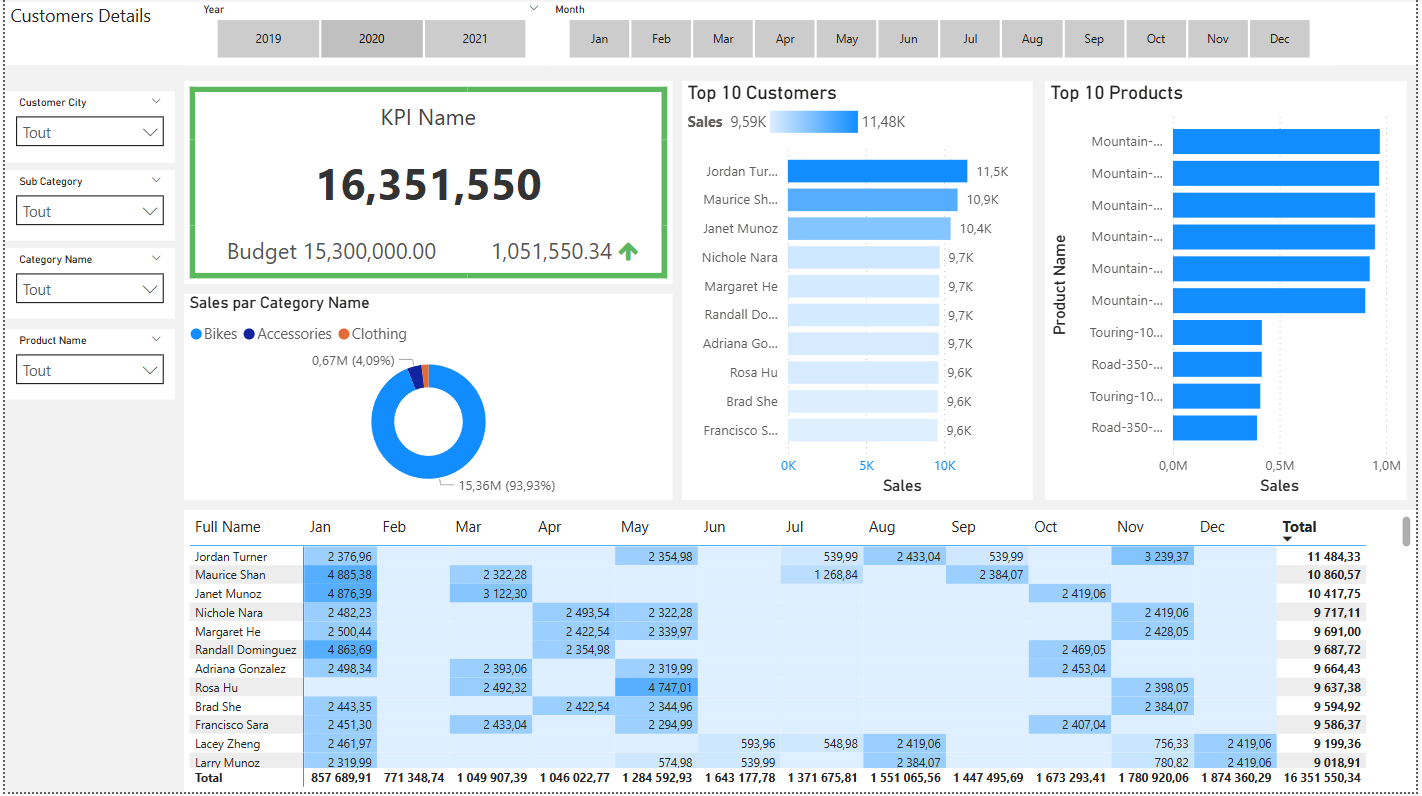 Customers Details
Year
Month
2019 2020 2021
Jan Feb Mar Apr May Jun Jul Aug Sep Oct Nov Dec
Customer City
Tout
Sub Category
Tout
Category Name
Tout
Product Name
Tout
KPI Name
16,351,550
Budget 15,300,000.00 1,051,550.34
Sales par Category Name
Bikes Accessories Clothing
0,67M (4,09%)
15,36M (93,93%)
Top 10 Customers
Sales 9,59K 11,48K
Jordan Tur... 11,5K
Maurice Sh... 10,9K
Janet Munoz 10,4K
Nichole Nara 9,7K
Margaret He 9,7K
Randall Do... 9,7K
Adriana Go... 9,7K
Rosa Hu 9,6K
Brad She 9,6K
Francisco S... 9,6K
0K 5K 10K
Sales
Top 10 Products
Product Name
Mountain-...
Mountain-...
Mountain-...
Mountain-...
Mountain-...
Mountain-...
Touring-10...
Road-350-...
Touring-10...
Road-350-...
0,0M 0,5M 1,0M
Sales
Full Name Jan Feb Mar Apr May Jun Jul Aug Sep Oct Nov Dec Total
Jordan Turner 2 376,96 2 354,98 539,99 2 433,04 539,99 3 239,37 11 484,33
Maurice Shan 4 885,38 2 322,28 1 268,84 2 384,07 10 860,57
Janet Munoz 4 876,39 3 122,30 2 419,06 10 417,75
Nichole Nara 2 482,23 2 493,54 2 322,28 2 419,06 9 717,11
Margaret He 2 500,44 2 422,54 2 339,97 2 428,05 9 691,00
Randall Dominguez 4 863,69 2 354,98 2 469,05 9 687,72
Adriana Gonzalez 2 498,34 2 393,06 2 319,99 2 453,04 9 664,43
Rosa Hu 2 492,32 4 747,01 2 398,05 9 637,38
Brad She 2 443,35 2 422,54 2 344,96 2 384,07 9 594,92
Francisco Sara 2 451,30 2 433,04 2 294,99 2 407,04 9 586,37
Lacey Zheng 2 461,97 593,96 548,98 2 419,06 756,33 2 419,06 9 199,36
Larry Munoz 2 319,99 574,98 539,99 2 384,07 780,82 2 419,06 9 018,91
Total 857 689,91 771 348,74 1 049 907,39 1 046 022,77 1 284 592,93 1 643 177,78 1 371 675,81 1 551 065,56 1 447 495,69 1 673 293,41 1 780 920,06 1 874 360,29 16 351 550,34